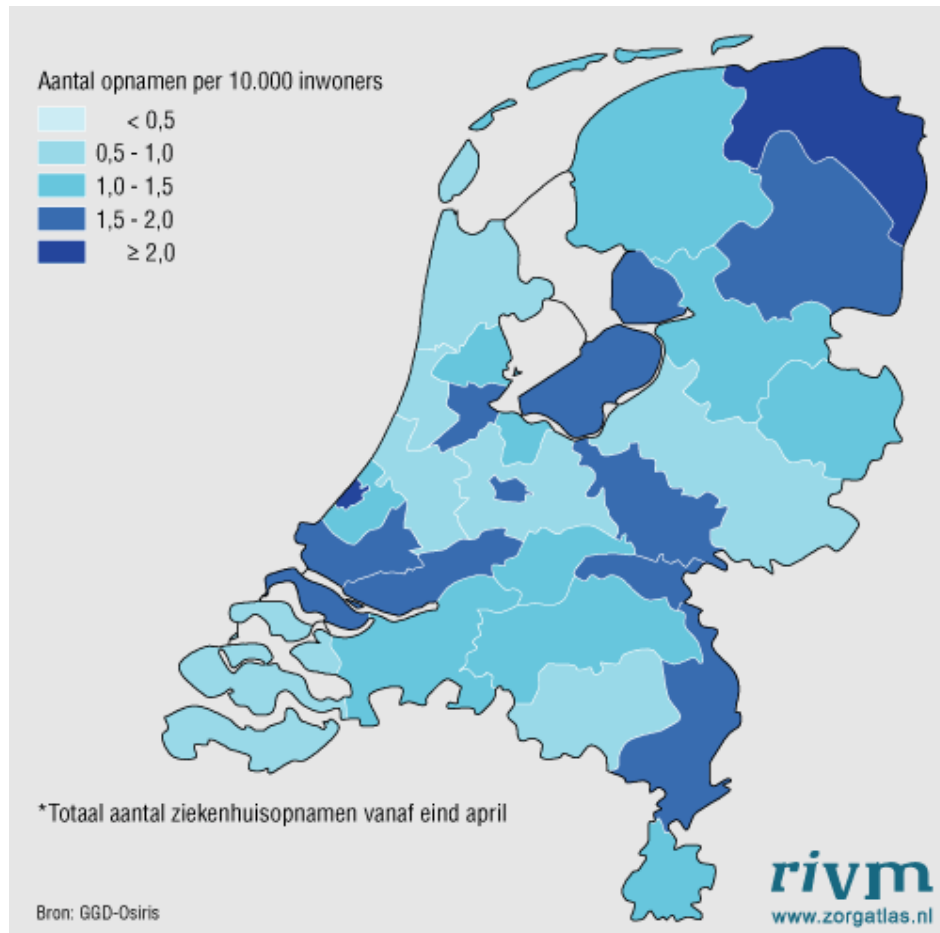 Aantal opnamen per 10.000 inwoners
< 0,5
0,5 - 1,0
1,0 - 1,5
1,5 - 2,0
≥ 2,0
*Totaal aantal ziekenhuisopnamen vanaf eind april
Bron: GGD-Osiris
rivm
www.zorgatlas.nl